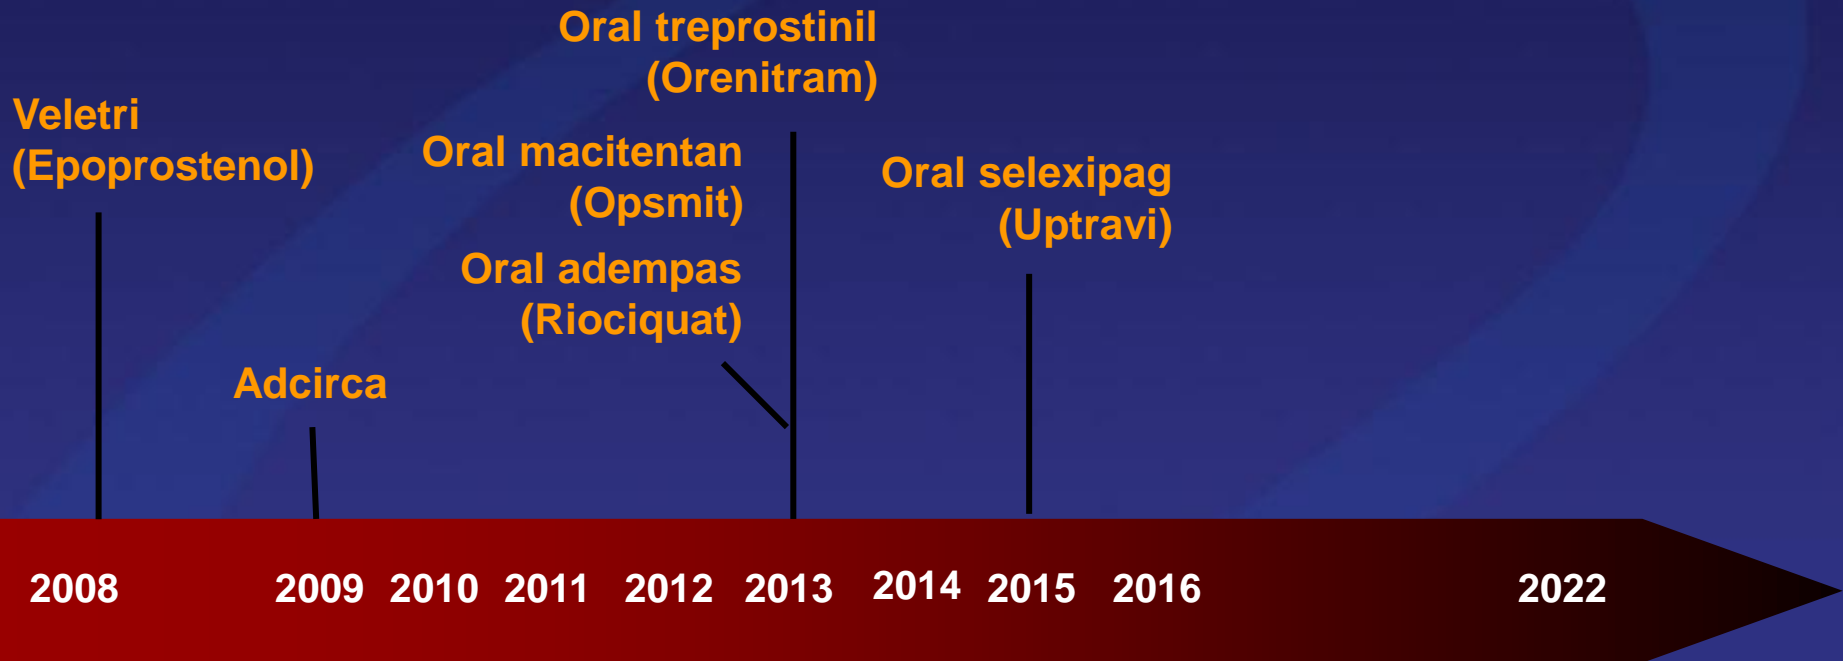 Oral treprostinil
(Orenitram)
Veletri
(Epoprostenol)
Oral macitentan
(Opsmit)
Oral selexipag
(Uptravi)
Oral adempas
(Riociquat)
Adcirca
2008 2009 2010 2011 2012 2013 2014 2015 2016 2022